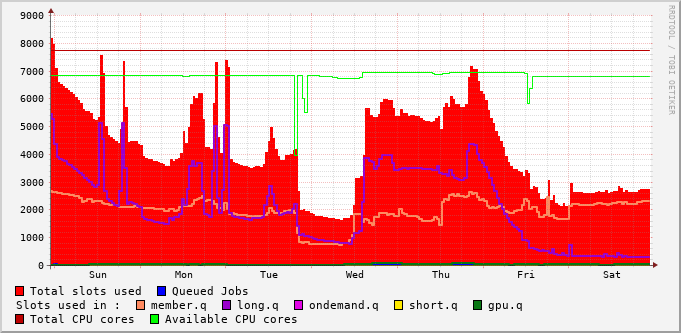 9000
8000
7000
6000
5000
4000
3000
2000
1000
0
Sun Mon Tue Wed Thu Fri Sat
RRDTOOL / TOBI OETIKER
Total slots used Queued Jobs
Slots used in : member.q long.q ondemand.q short.q gpu.q
Total CPU cores Available CPU cores